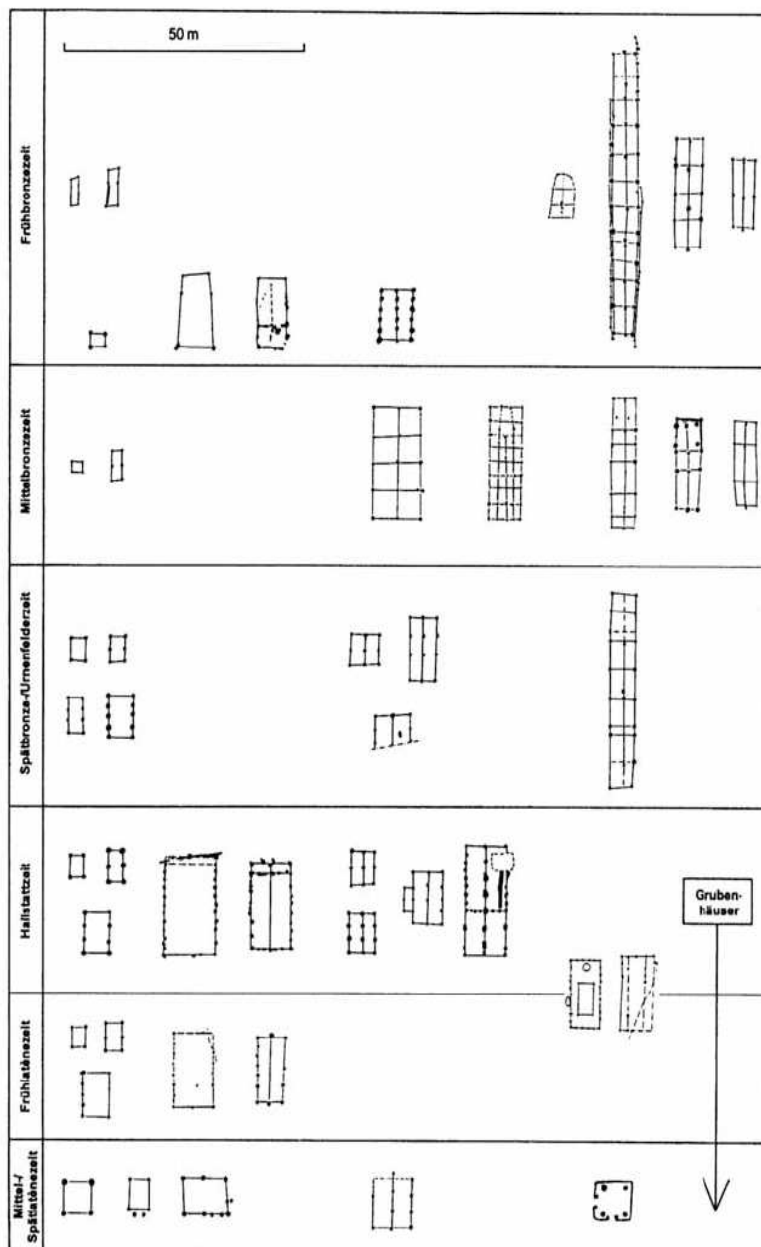 50 m
Frühbronzezeit
Mittelbronzezeit
Spätbronze-/Urnenfelderzeit
Hallstattzeit
Gruben-
häuser
Frühlatènezeit
Mittel-/
Spätlatènezeit